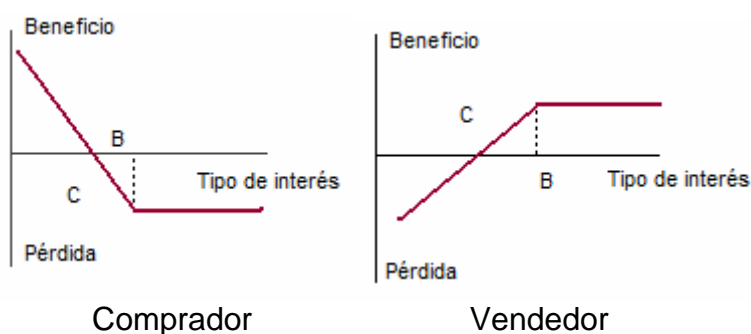 Beneficio
B
C
Tipo de interés
Pérdida
Comprador
Beneficio
C
B
Tipo de interés
Pérdida
Vendedor